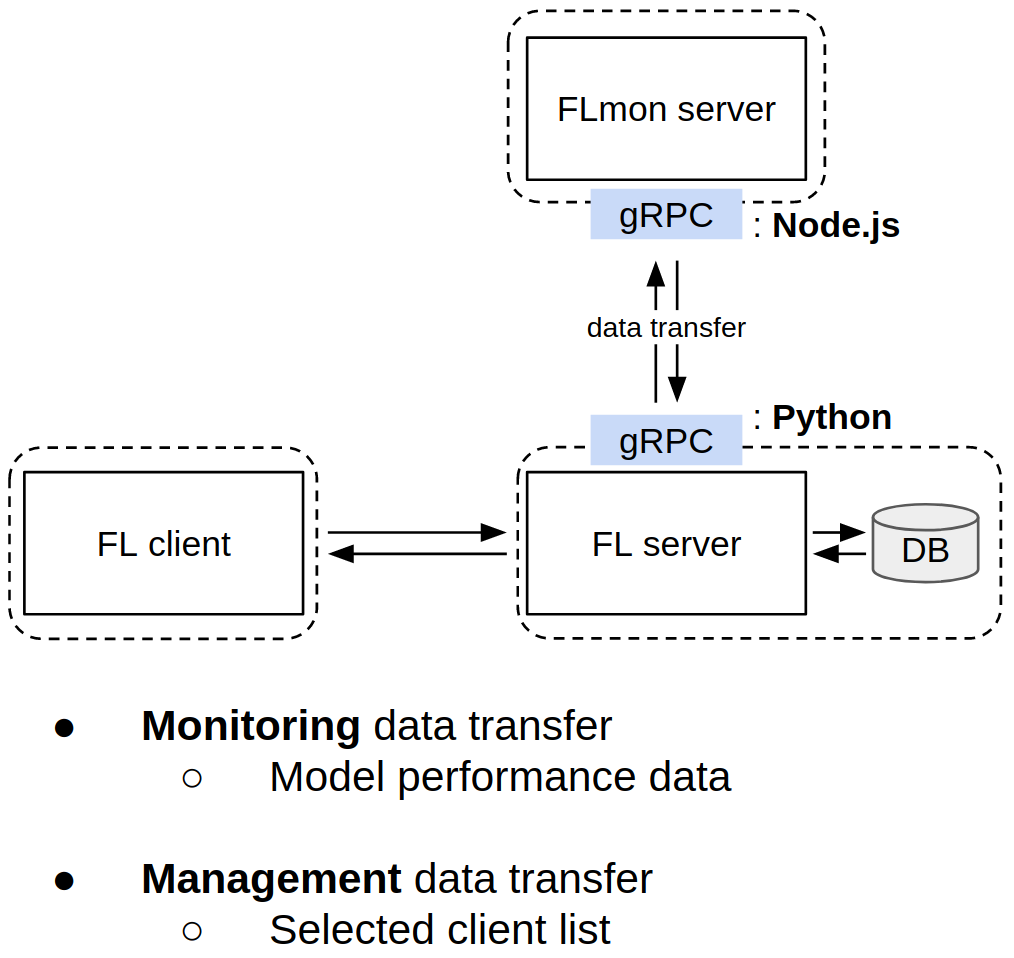 FLmon server
gRPC
: Node.js
data transfer
: Python
gRPC
FL client
FL server
DB
● Monitoring data transfer
○ Model performance data
● Management data transfer
○ Selected client list